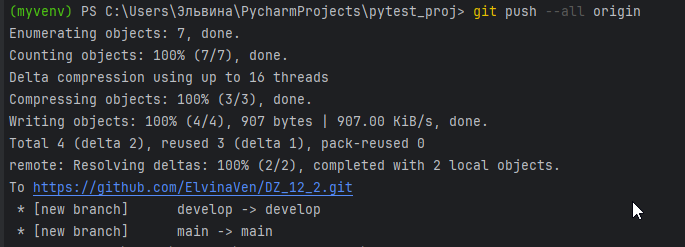 (myvenv) PS C:\Users\Эльвина\PycharmProjects\pytest_proj> git push --all origin
Enumerating objects: 7, done.
Counting objects: 100% (7/7), done.
Delta compression using up to 16 threads
Compressing objects: 100% (3/3), done.
Writing objects: 100% (4/4), 907 bytes | 907.00 KiB/s, done.
Total 4 (delta 2), reused 3 (delta 1), pack-reused 0
remote: Resolving deltas: 100% (2/2), completed with 2 local objects.
To https://github.com/ElvinaVen/DZ_12_2.git
 * [new branch]      develop -> develop
 * [new branch]      main -> main